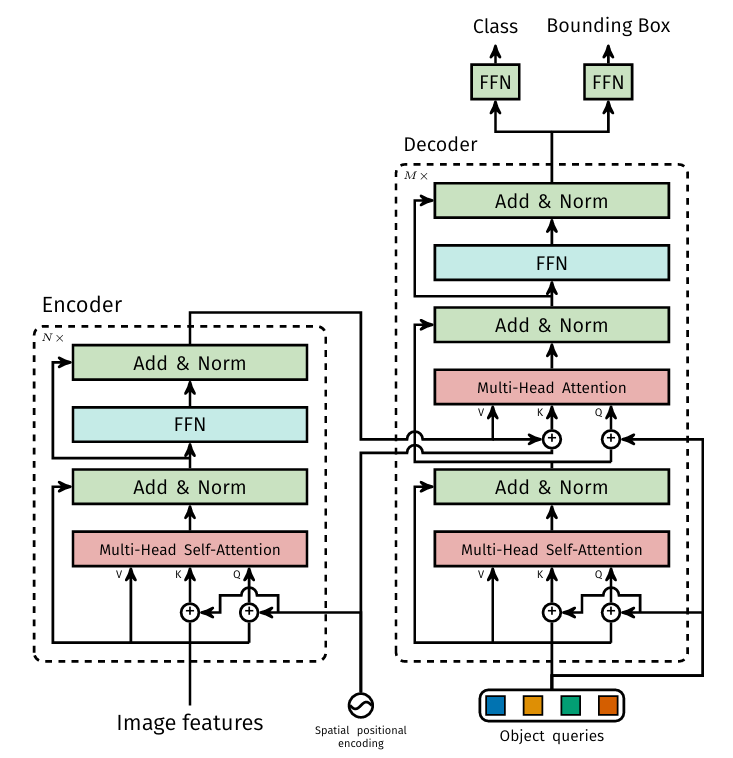 Class
Bounding Box
FFN
FFN
Decoder
M ×
Add & Norm
FFN
Add & Norm
Multi-Head Attention
V
K
Q
+
+
Add & Norm
Multi-Head Self-Attention
V
K
Q
+
+
Object queries
Encoder
N ×
Add & Norm
FFN
Add & Norm
Multi-Head Self-Attention
V
K
Q
+
+
Image features
Spatial positional
encoding